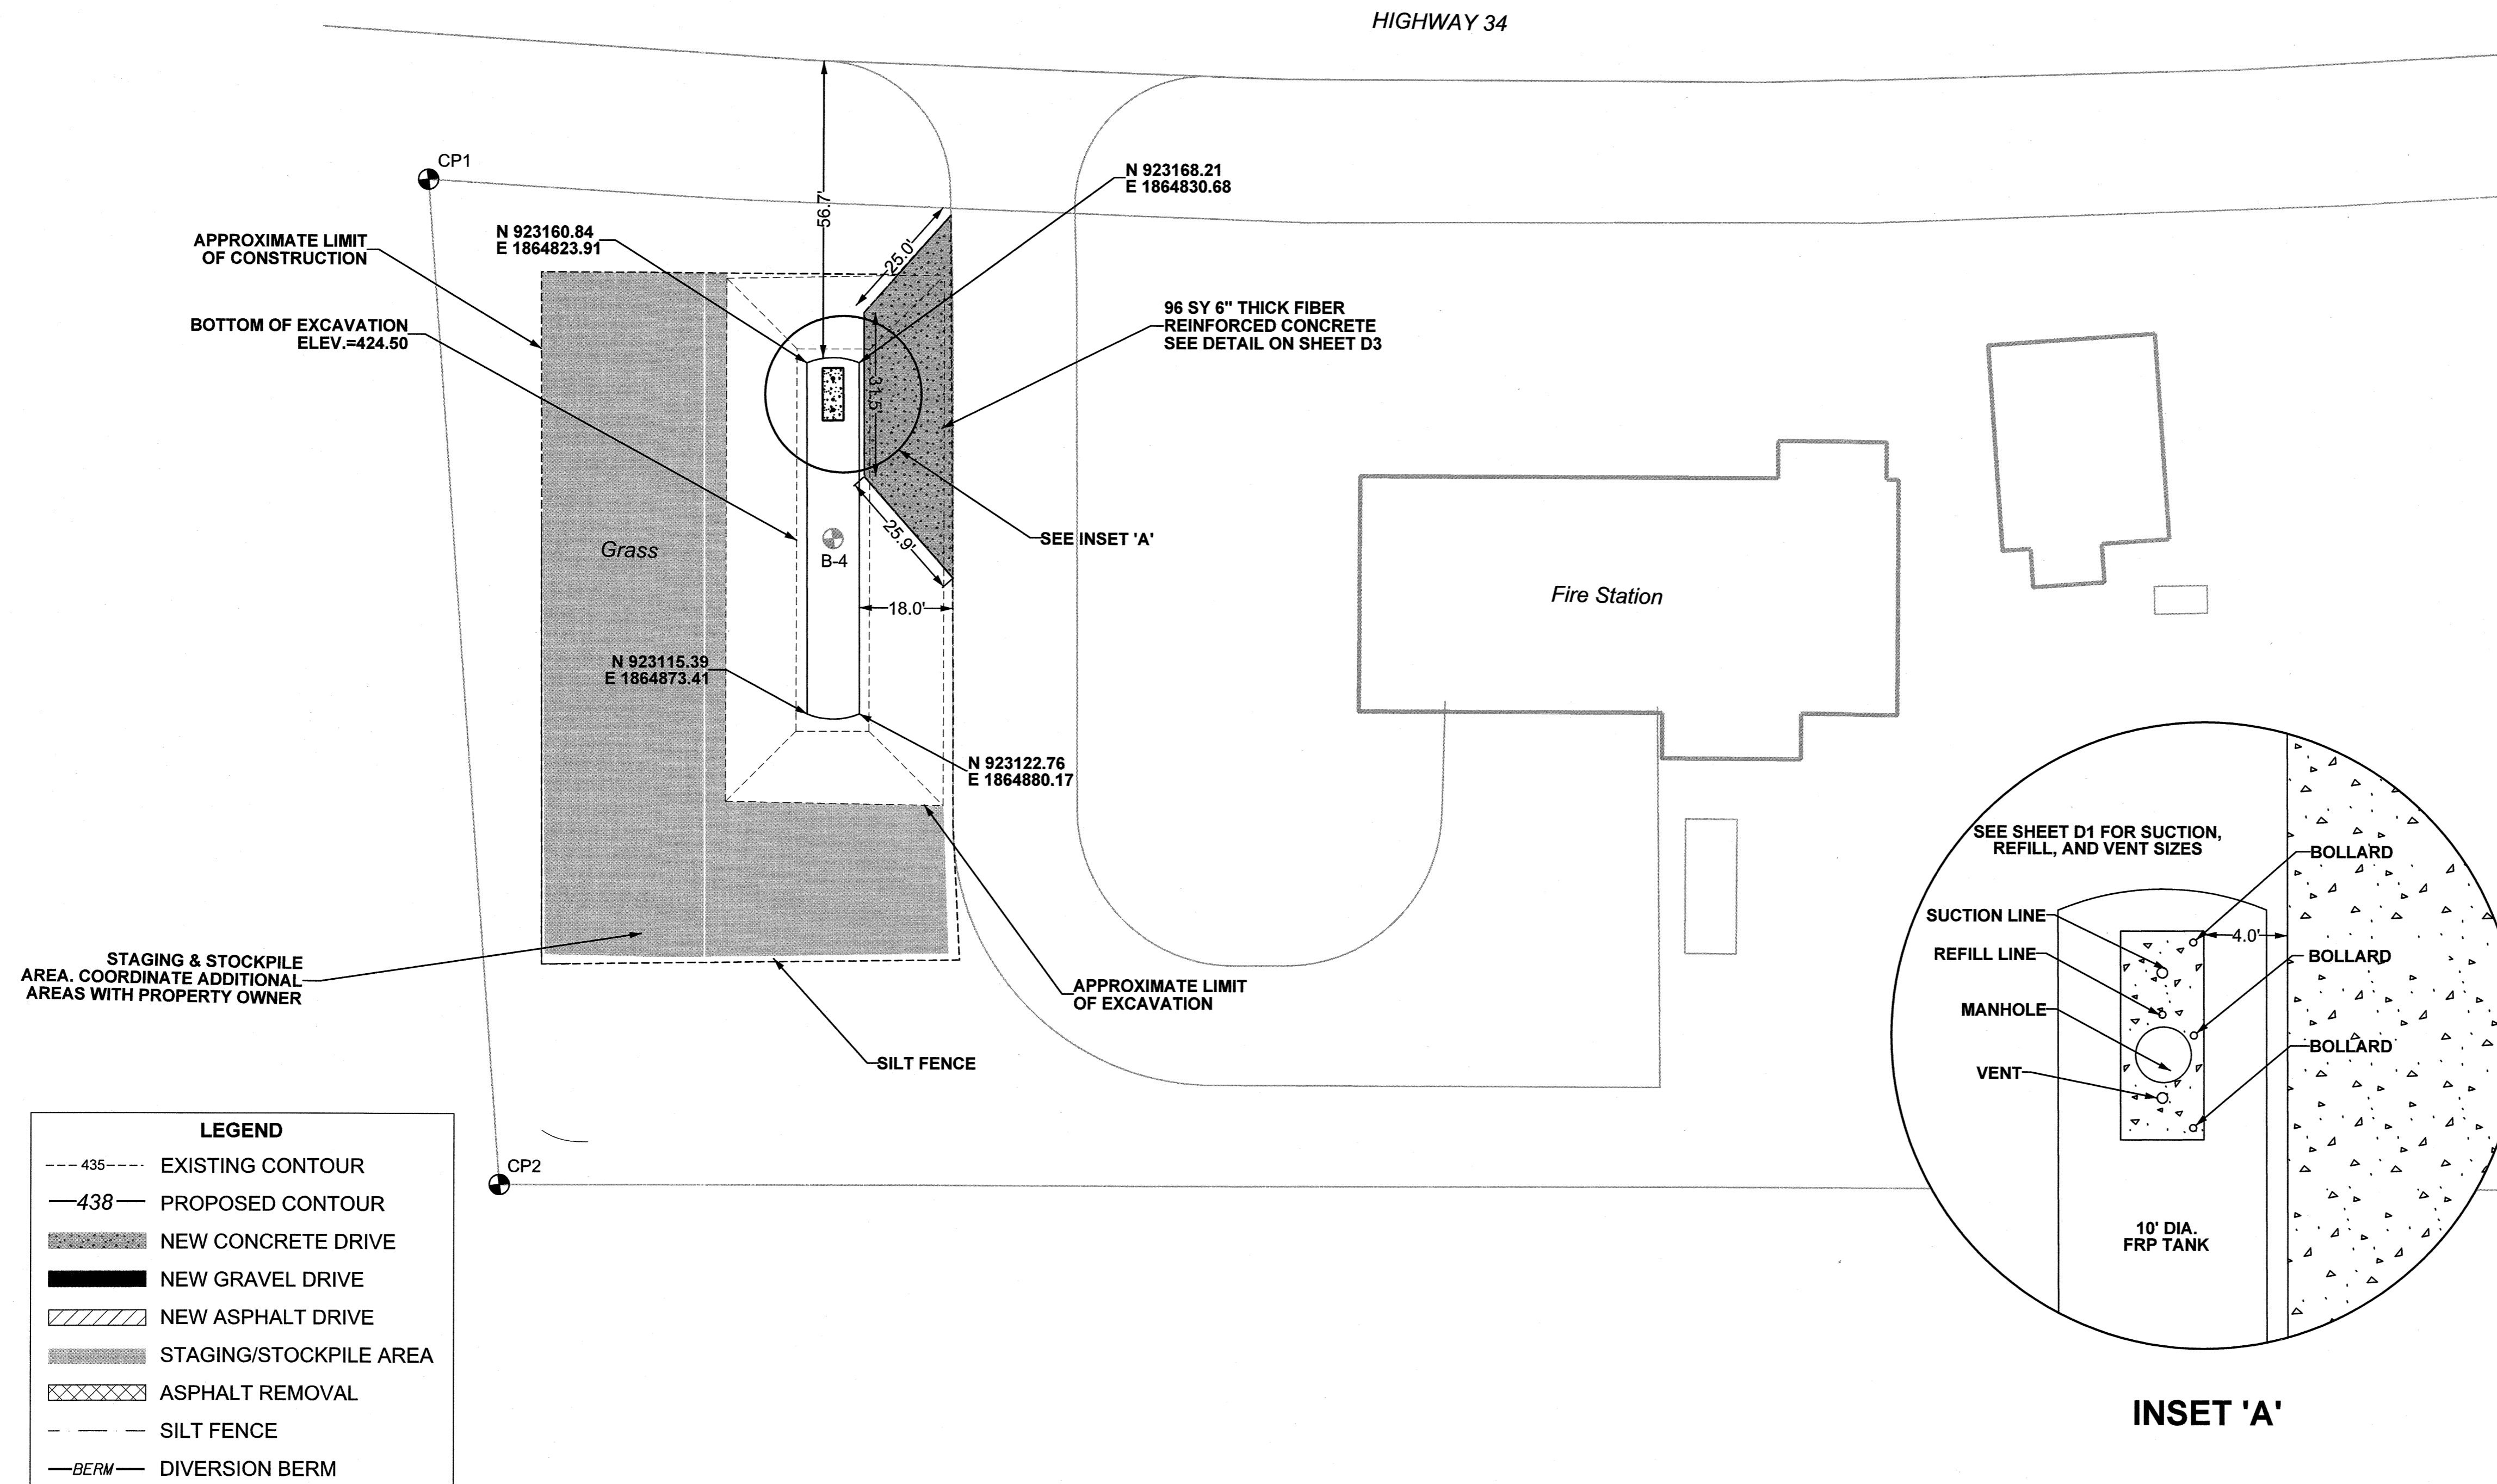 HIGHWAY 34
CP1
N 923168.21
E 1864830.68
56.7'
N 923160.84
E 1864823.91
APPROXIMATE LIMIT
OF CONSTRUCTION
25.0'
BOTTOM OF EXCAVATION
ELEV.=424.50
96 SY 6" THICK FIBER
REINFORCED CONCRETE
SEE DETAIL ON SHEET D3
31.5'
Grass
25.9'
SEE INSET 'A'
B-4
Fire Station
18.0'
N 923115.39
E 1864873.41
N 923122.76
E 1864880.17
STAGING & STOCKPILE
AREA. COORDINATE ADDITIONAL
AREAS WITH PROPERTY OWNER
APPROXIMATE LIMIT
OF EXCAVATION
SILT FENCE
CP2
SEE SHEET D1 FOR SUCTION,
REFILL, AND VENT SIZES
BOLLARD
SUCTION LINE
4.0'
REFILL LINE
BOLLARD
MANHOLE
BOLLARD
VENT
10' DIA.
FRP TANK
INSET 'A'
LEGEND
435 EXISTING CONTOUR
438 PROPOSED CONTOUR
NEW CONCRETE DRIVE
NEW GRAVEL DRIVE
NEW ASPHALT DRIVE
STAGING/STOCKPILE AREA
ASPHALT REMOVAL
SILT FENCE
BERM DIVERSION BERM